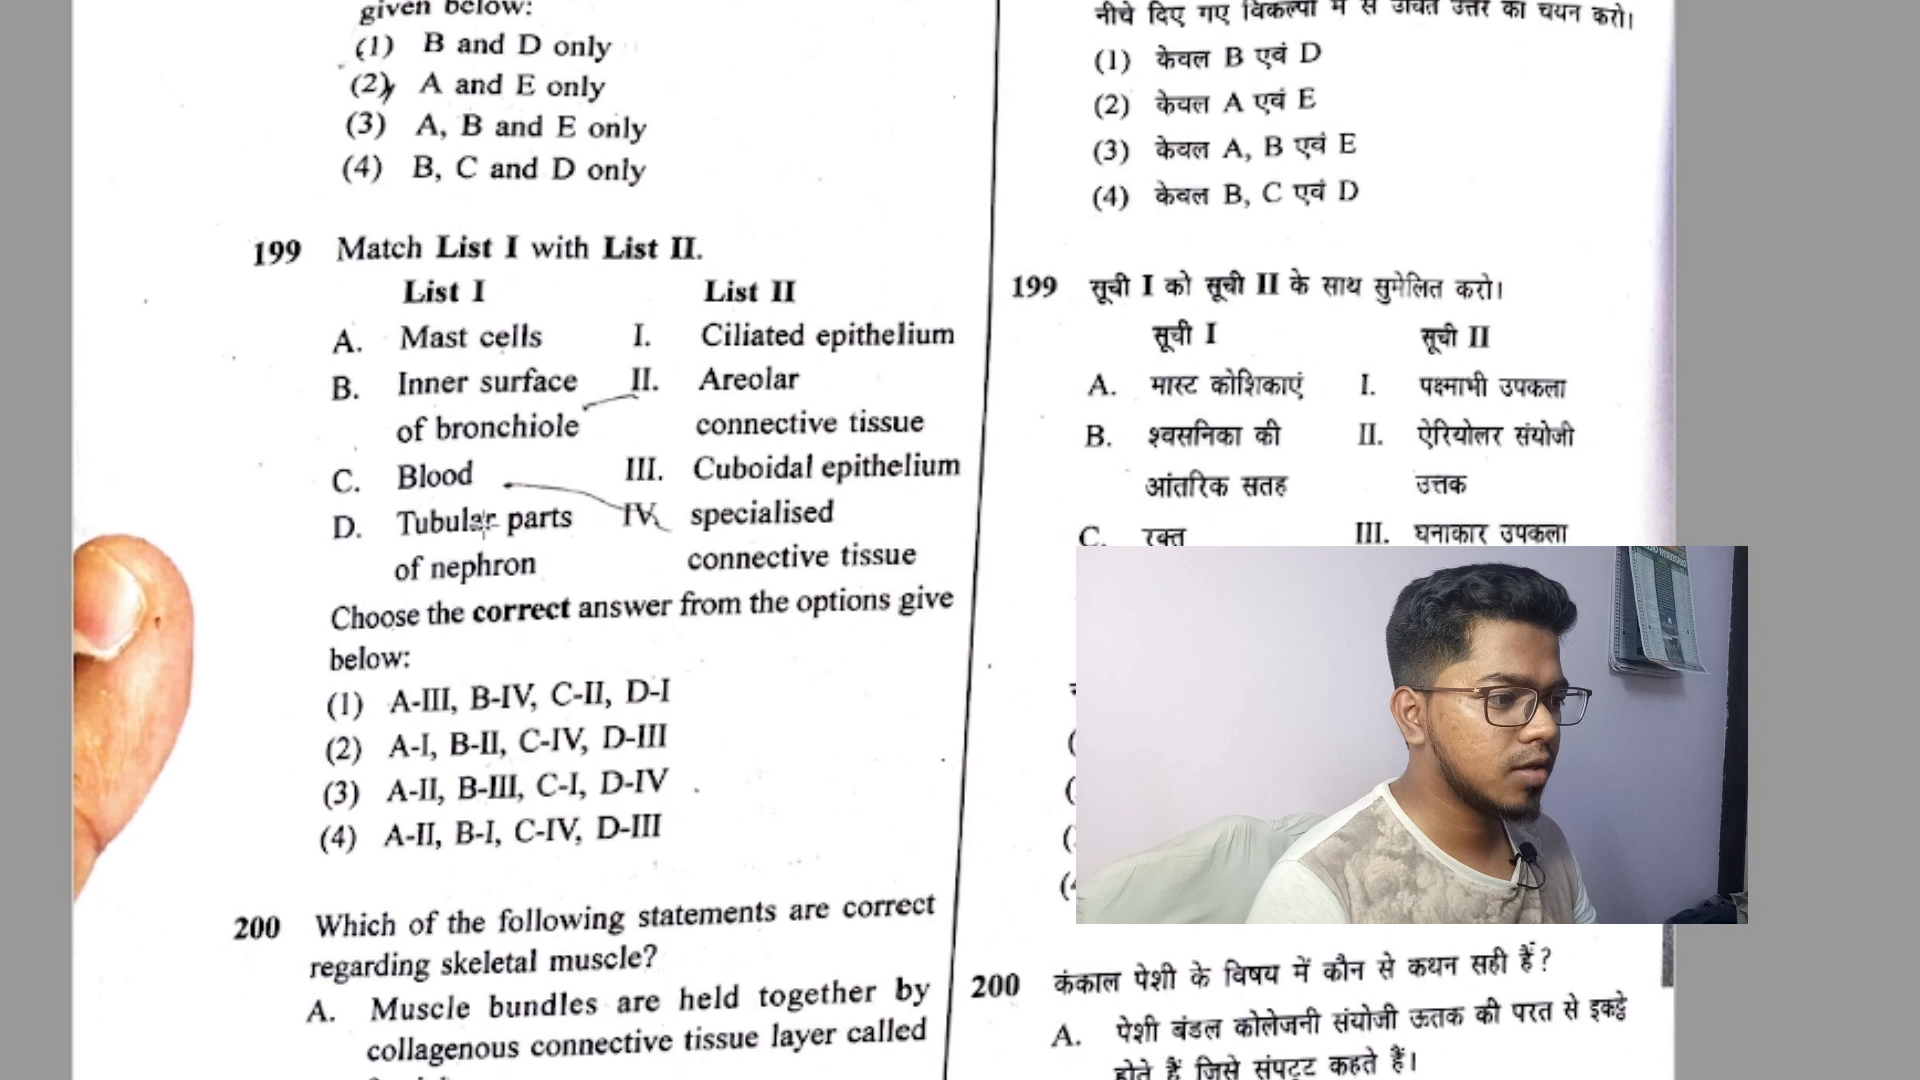 given below:
(1) B and D only
(2) A and E only
(3) A, B and E only
(4) B, C and D only
199 Match List I with List II.
List I List II
A. Mast cells I. Ciliated epithelium
B. Inner surface II. Areolar
of bronchiole connective tissue
C. Blood III. Cuboidal epithelium
D. Tubular parts IV. specialised
of nephron connective tissue
Choose the correct answer from the options give
below:
(1) A-III, B-IV, C-II, D-I
(2) A-I, B-II, C-IV, D-III
(3) A-II, B-III, C-I, D-IV
(4) A-II, B-I, C-IV, D-III
200 Which of the following statements are correct
regarding skeletal muscle?
A. Muscle bundles are held together by
collagenous connective tissue layer called
नीचे दिए गए विकल्पों में से उचित उत्तर का चयन करो।
(1) केवल B एवं D
(2) केवल A एवं E
(3) केवल A, B एवं E
(4) केवल B, C एवं D
199 सूची I को सूची II के साथ सुमेलित करो।
सूची I सूची II
A. मास्ट कोशिकाएं I. पक्ष्माभी उपकला
B. श्वसनिका की II. ऐरियोलर संयोजी
आंतरिक सतह उत्तक
C. रक्त III. घनाकार उपकला
200 कंकाल पेशी के विषय में कौन से कथन सही हैं?
A. पेशी बंडल कोलेजनी संयोजी ऊतक की परत से इकट्ठे
होते हैं जिसे संपट्ट कहते हैं।